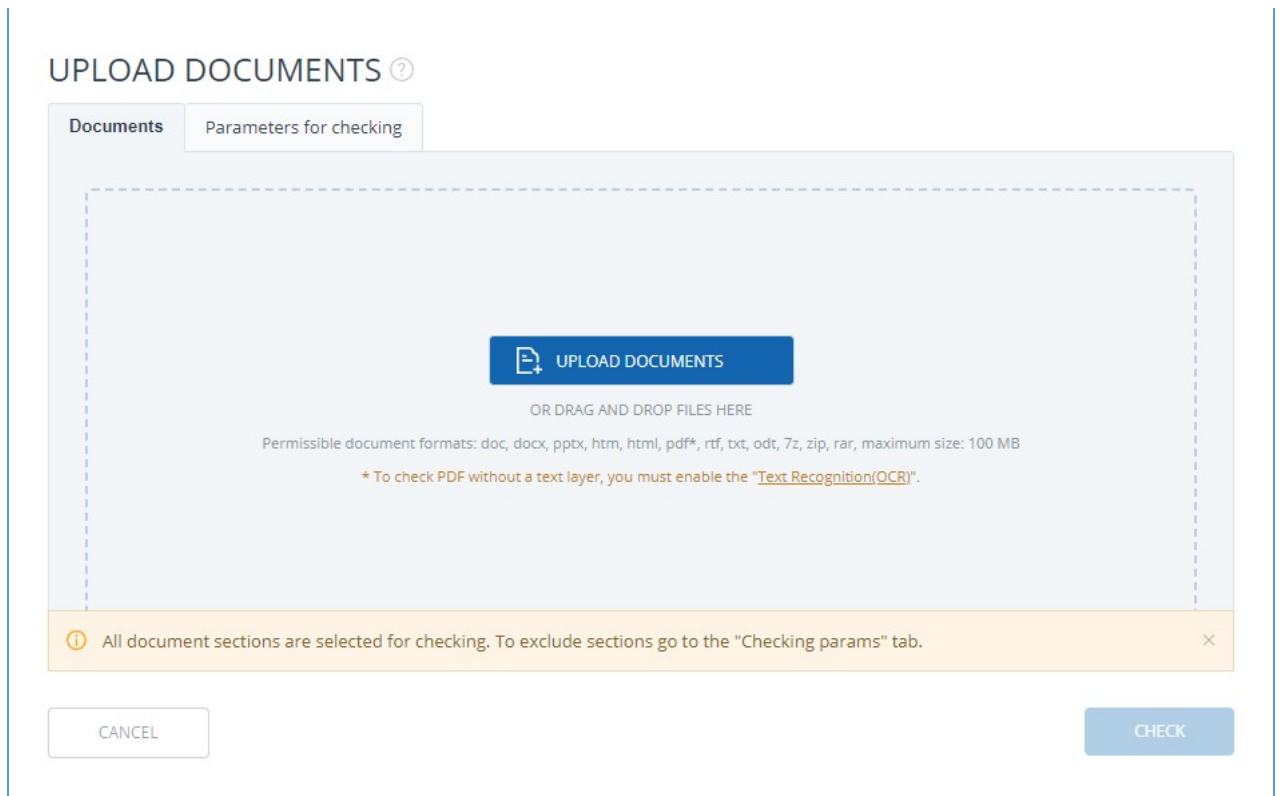 UPLOAD DOCUMENTS ?
Documents
Parameters for checking
UPLOAD DOCUMENTS
OR DRAG AND DROP FILES HERE
Permissible document formats: doc, docx, pptx, htm, html, pdf*, rtf, txt, odt, 7z, zip, rar, maximum size: 100 MB
* To check PDF without a text layer, you must enable the "Text Recognition(OCR)".
All document sections are selected for checking. To exclude sections go to the "Checking params" tab.
CANCEL
CHECK